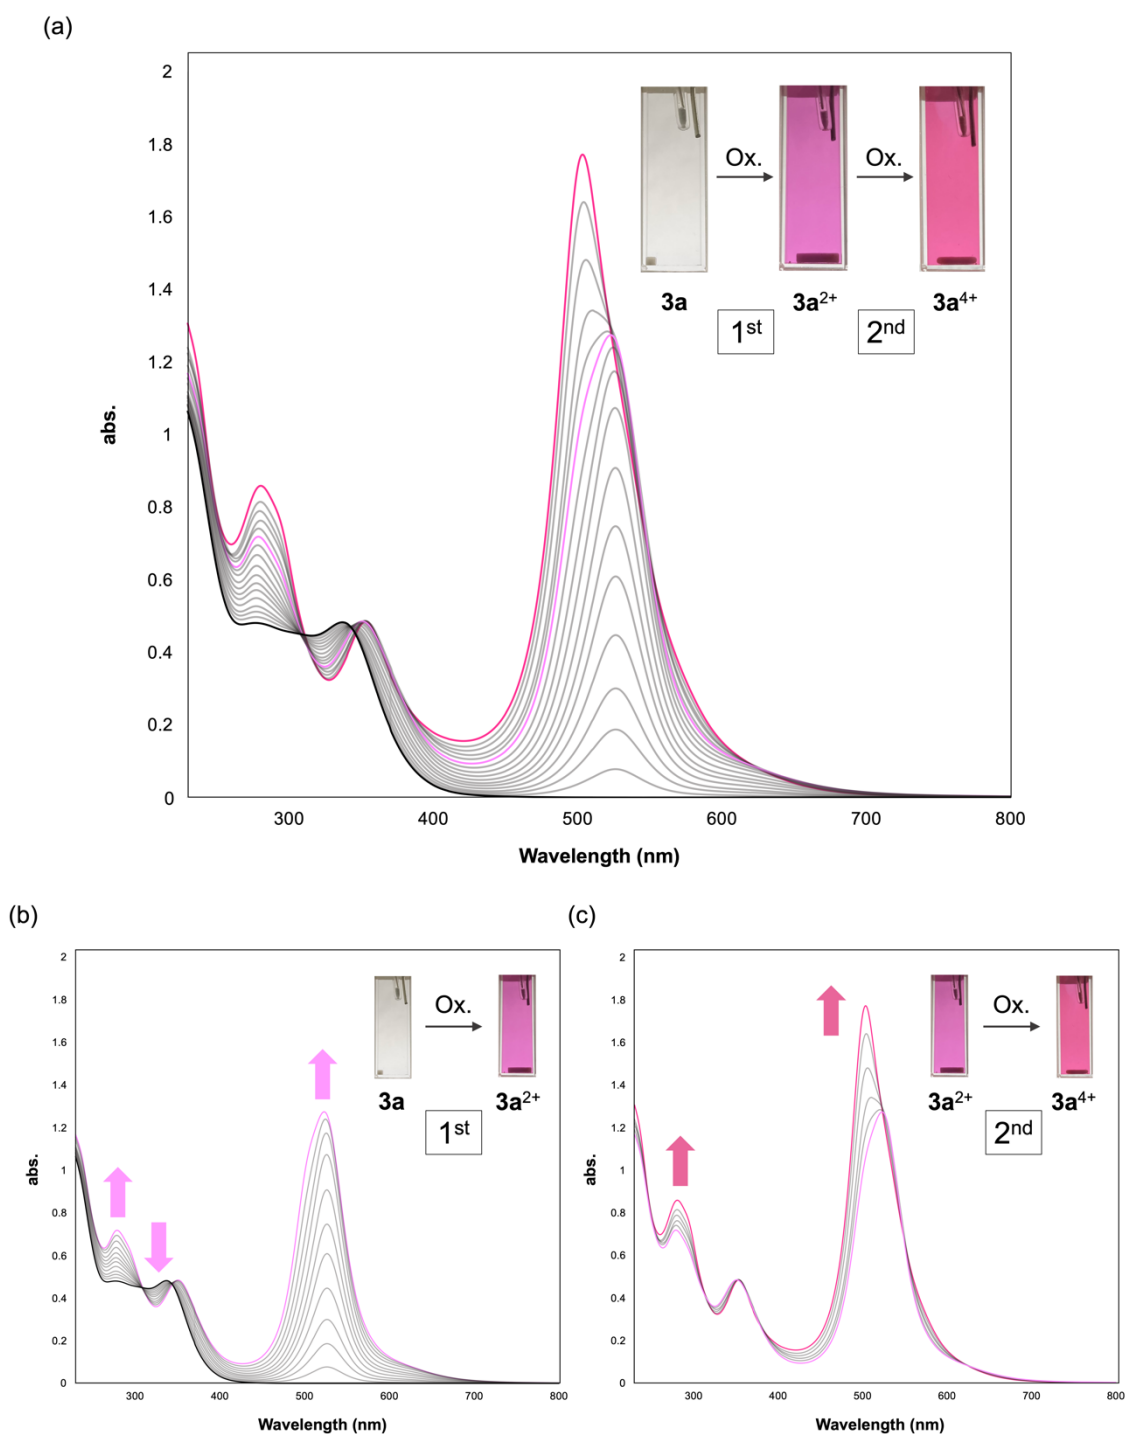 (a)
abs.
2
1.8
1.6
1.4
1.2
1
0.8
0.6
0.4
0.2
0
300 400 500 600 700 800
Wavelength (nm)
Ox. Ox.
3a 3a²⁺ 3a⁴⁺
1ˢᵗ 2ⁿᵈ
(b)
abs.
2
1.8
1.6
1.4
1.2
1
0.8
0.6
0.4
0.2
0
300 400 500 600 700 800
Wavelength (nm)
Ox.
3a 3a²⁺
1ˢᵗ
(c)
abs.
2
1.8
1.6
1.4
1.2
1
0.8
0.6
0.4
0.2
0
300 400 500 600 700 800
Wavelength (nm)
Ox.
3a²⁺ 3a⁴⁺
2ⁿᵈ